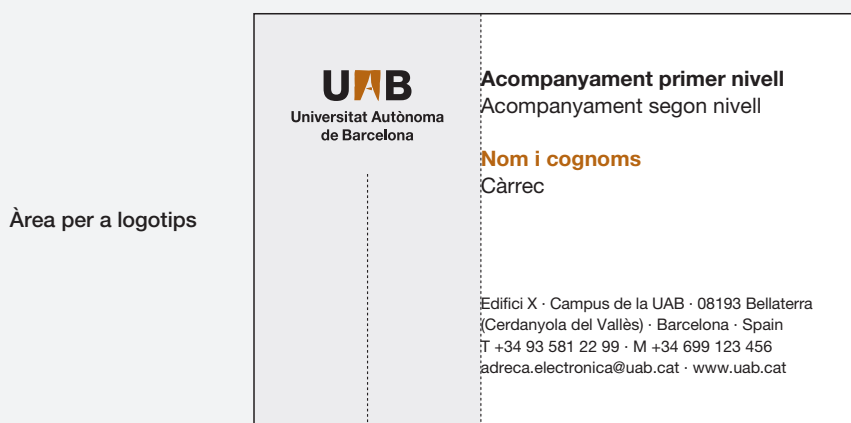 Àrea per a logotips
UAB
Universitat Autònoma
de Barcelona
Acompanyament primer nivell
Acompanyament segon nivell
Nom i cognoms
Càrrec
Edifici X · Campus de la UAB · 08193 Bellaterra
(Cerdanyola del Vallès) · Barcelona · Spain
T +34 93 581 22 99 · M +34 699 123 456
adreca.electronica@uab.cat · www.uab.cat